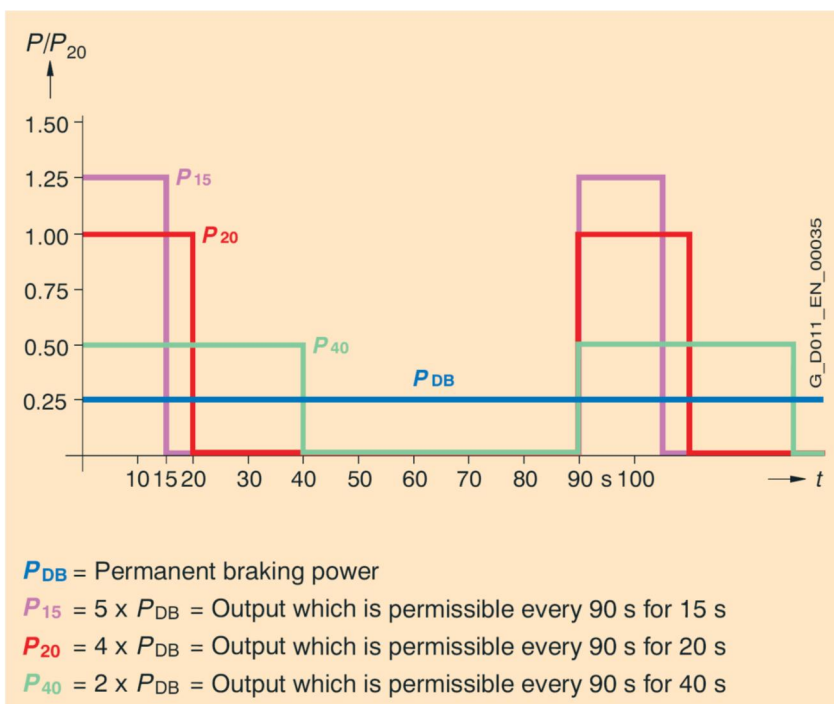 P/P20
1.50
1.25
P15
1.00
P20
0.75
0.50
P40
PDB
0.25
10 15 20 30 40 50 60 70 80 90 s 100 t
G_D011_EN_00035
PDB = Permanent braking power
P15 = 5 x PDB = Output which is permissible every 90 s for 15 s
P20 = 4 x PDB = Output which is permissible every 90 s for 20 s
P40 = 2 x PDB = Output which is permissible every 90 s for 40 s